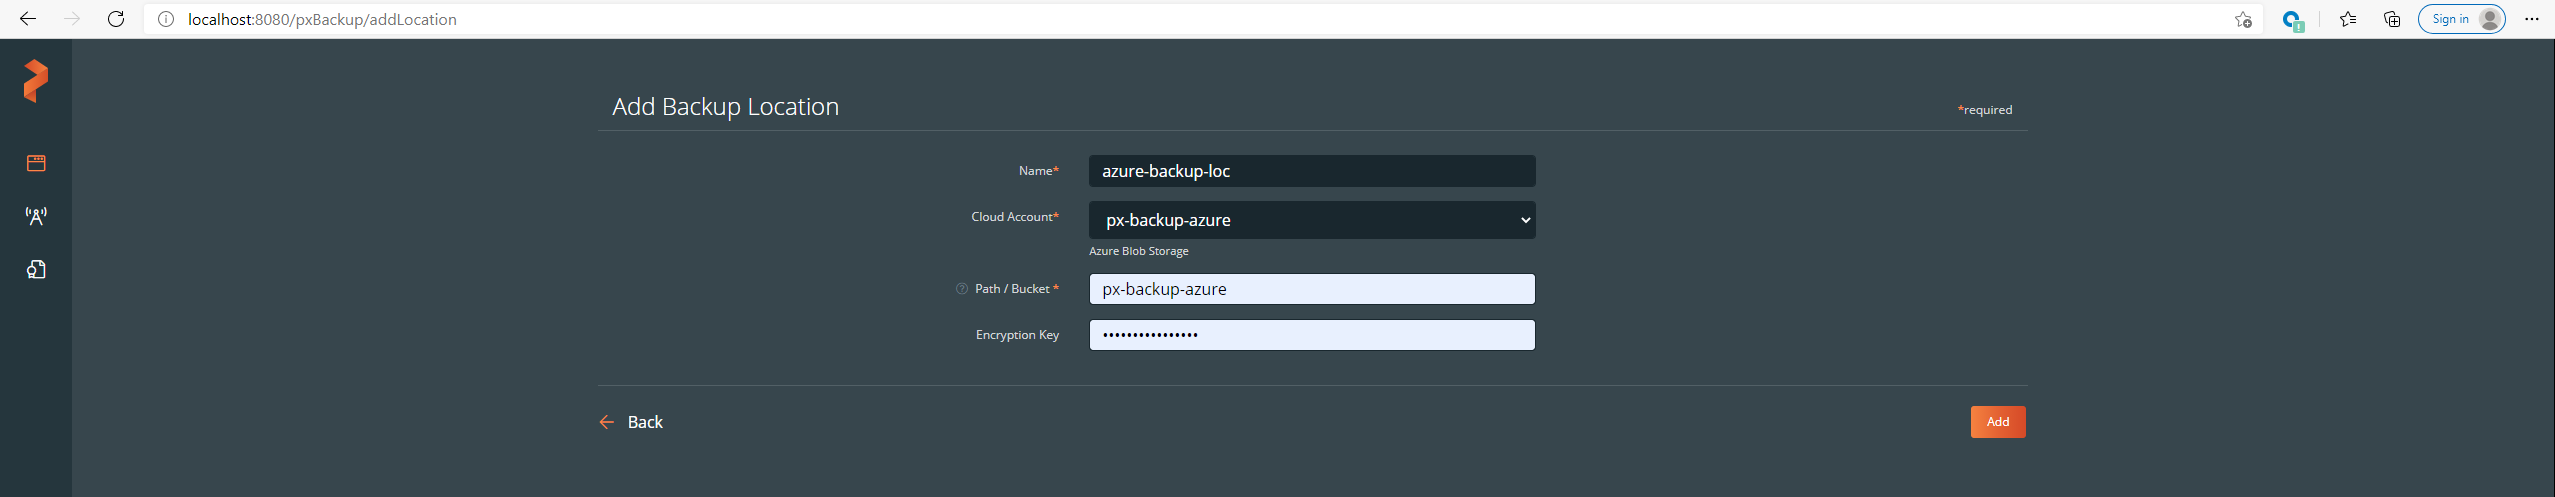 localhost:8080/pxBackup/addLocation
Sign in
Add Backup Location
*required
Name*
azure-backup-loc
Cloud Account*
px-backup-azure
Azure Blob Storage
Path / Bucket *
px-backup-azure
Encryption Key
••••••••••••••••
Back
Add